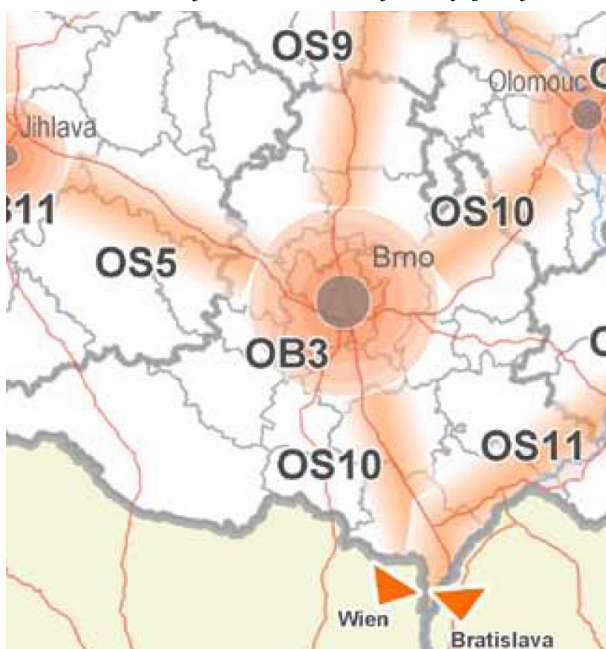 OS9
Olomouc
Jihlava
OS10
OS5
Brno
OB3
OS10
OS11
Wien
Bratislava